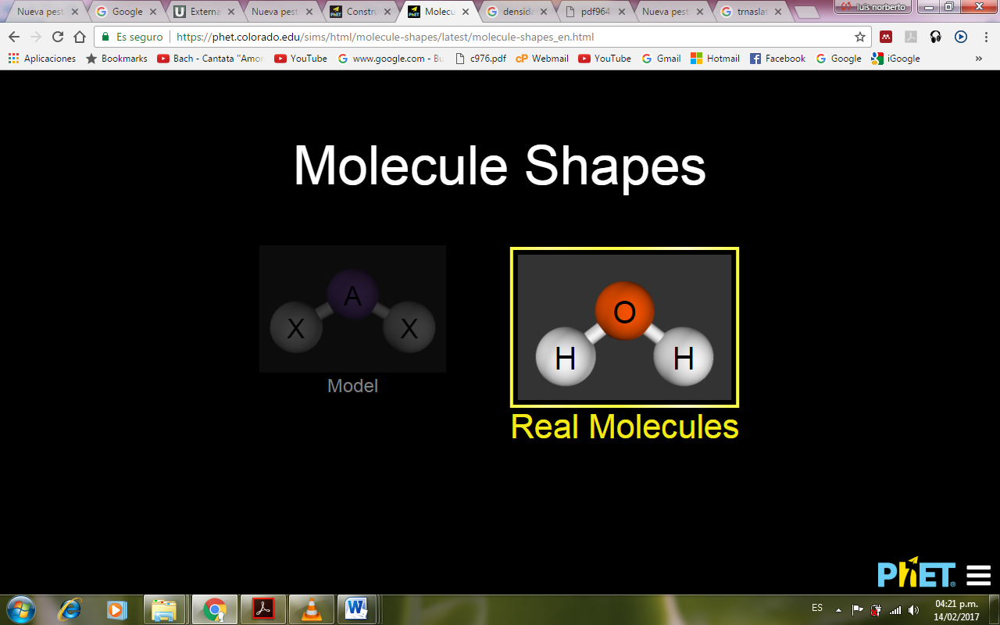 Nueva pest
Google
Externa
Nueva pest
Constru
Molecu
densida
pdf964
Nueva pest
trnaslat
luis norberto
Es seguro
https://phet.colorado.edu/sims/html/molecule-shapes/latest/molecule-shapes_en.html
Aplicaciones
Bookmarks
Bach - Cantata "Amor
YouTube
www.google.com - Bu
c976.pdf
Webmail
YouTube
Gmail
Hotmail
Facebook
Google
iGoogle
Molecule Shapes
A
X X
Model
O
H H
Real Molecules
PhET
ES
04:21 p.m.
14/02/2017